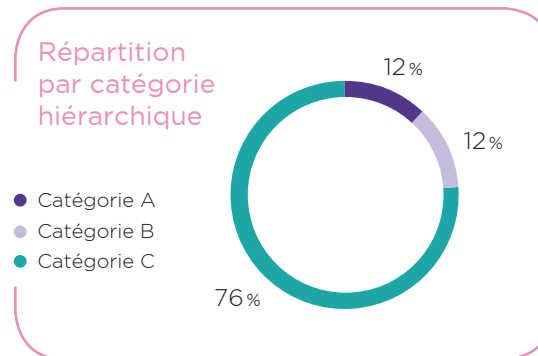 Répartition
par catégorie
hiérarchique
12 %
12 %
Catégorie A
Catégorie B
Catégorie C
76 %